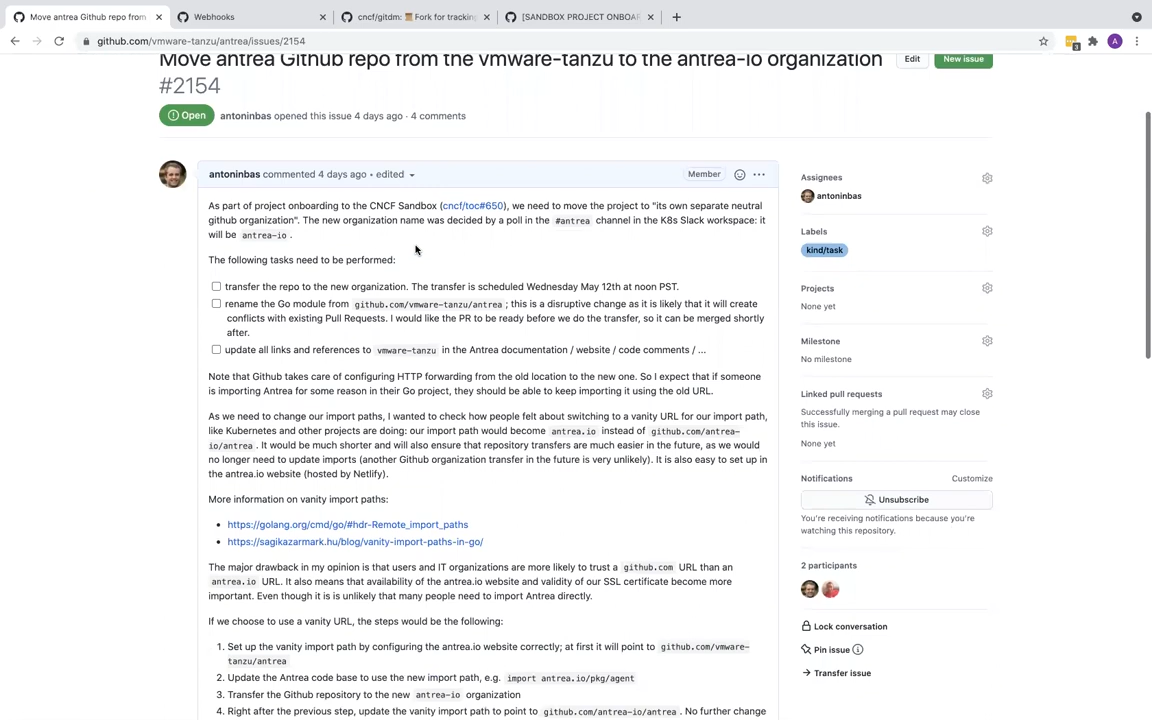 Move antrea Github repo from
Webhooks
cncf/gitdm: Fork for tracking
[SANDBOX PROJECT ONBOAR
github.com/vmware-tanzu/antrea/issues/2154
3
A
Move antrea Github repo from the vmware-tanzu to the antrea-io organization
#2154
Edit
New issue
Open
antoninbas opened this issue 4 days ago · 4 comments
antoninbas commented 4 days ago • edited
Member
As part of project onboarding to the CNCF Sandbox (cncf/toc#650), we need to move the project to "its own separate neutral
github organization". The new organization name was decided by a poll in the #antrea channel in the K8s Slack workspace: it
will be antrea-io .
The following tasks need to be performed:
transfer the repo to the new organization. The transfer is scheduled Wednesday May 12th at noon PST.
rename the Go module from github.com/vmware-tanzu/antrea ; this is a disruptive change as it is likely that it will create
conflicts with existing Pull Requests. I would like the PR to be ready before we do the transfer, so it can be merged shortly
after.
update all links and references to vmware-tanzu in the Antrea documentation / website / code comments / ...
Note that Github takes care of configuring HTTP forwarding from the old location to the new one. So I expect that if someone
is importing Antrea for some reason in their Go project, they should be able to keep importing it using the old URL.
As we need to change our import paths, I wanted to check how people felt about switching to a vanity URL for our import path,
like Kubernetes and other projects are doing: our import path would become antrea.io instead of github.com/antrea-
io/antrea . It would be much shorter and will also ensure that repository transfers are much easier in the future, as we would
no longer need to update imports (another Github organization transfer in the future is very unlikely). It is also easy to set up in
the antrea.io website (hosted by Netlify).
More information on vanity import paths:
• https://golang.org/cmd/go/#hdr-Remote_import_paths
• https://sagikazarmark.hu/blog/vanity-import-paths-in-go/
The major drawback in my opinion is that users and IT organizations are more likely to trust a github.com URL than an
antrea.io URL. It also means that availability of the antrea.io website and validity of our SSL certificate become more
important. Even though it is is unlikely that many people need to import Antrea directly.
If we choose to use a vanity URL, the steps would be the following:
1. Set up the vanity import path by configuring the antrea.io website correctly; at first it will point to github.com/vmware-
tanzu/antrea
2. Update the Antrea code base to use the new import path, e.g. import antrea.io/pkg/agent
3. Transfer the Github repository to the new antrea-io organization
4. Right after the previous step, update the vanity import path to point to github.com/antrea-io/antrea . No further change
Assignees
antoninbas
Labels
kind/task
Projects
None yet
Milestone
No milestone
Linked pull requests
Successfully merging a pull request may close
this issue.
None yet
Notifications
Customize
Unsubscribe
You're receiving notifications because you're
watching this repository.
2 participants
Lock conversation
Pin issue
Transfer issue